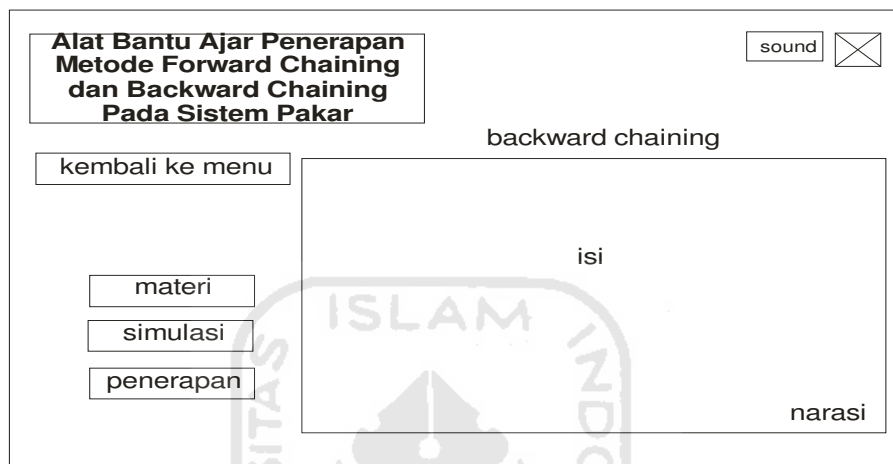 Alat Bantu Ajar Penerapan
Metode Forward Chaining
dan Backward Chaining
Pada Sistem Pakar
sound
backward chaining
kembali ke menu
isi
materi
simulasi
penerapan
narasi
ISLAM